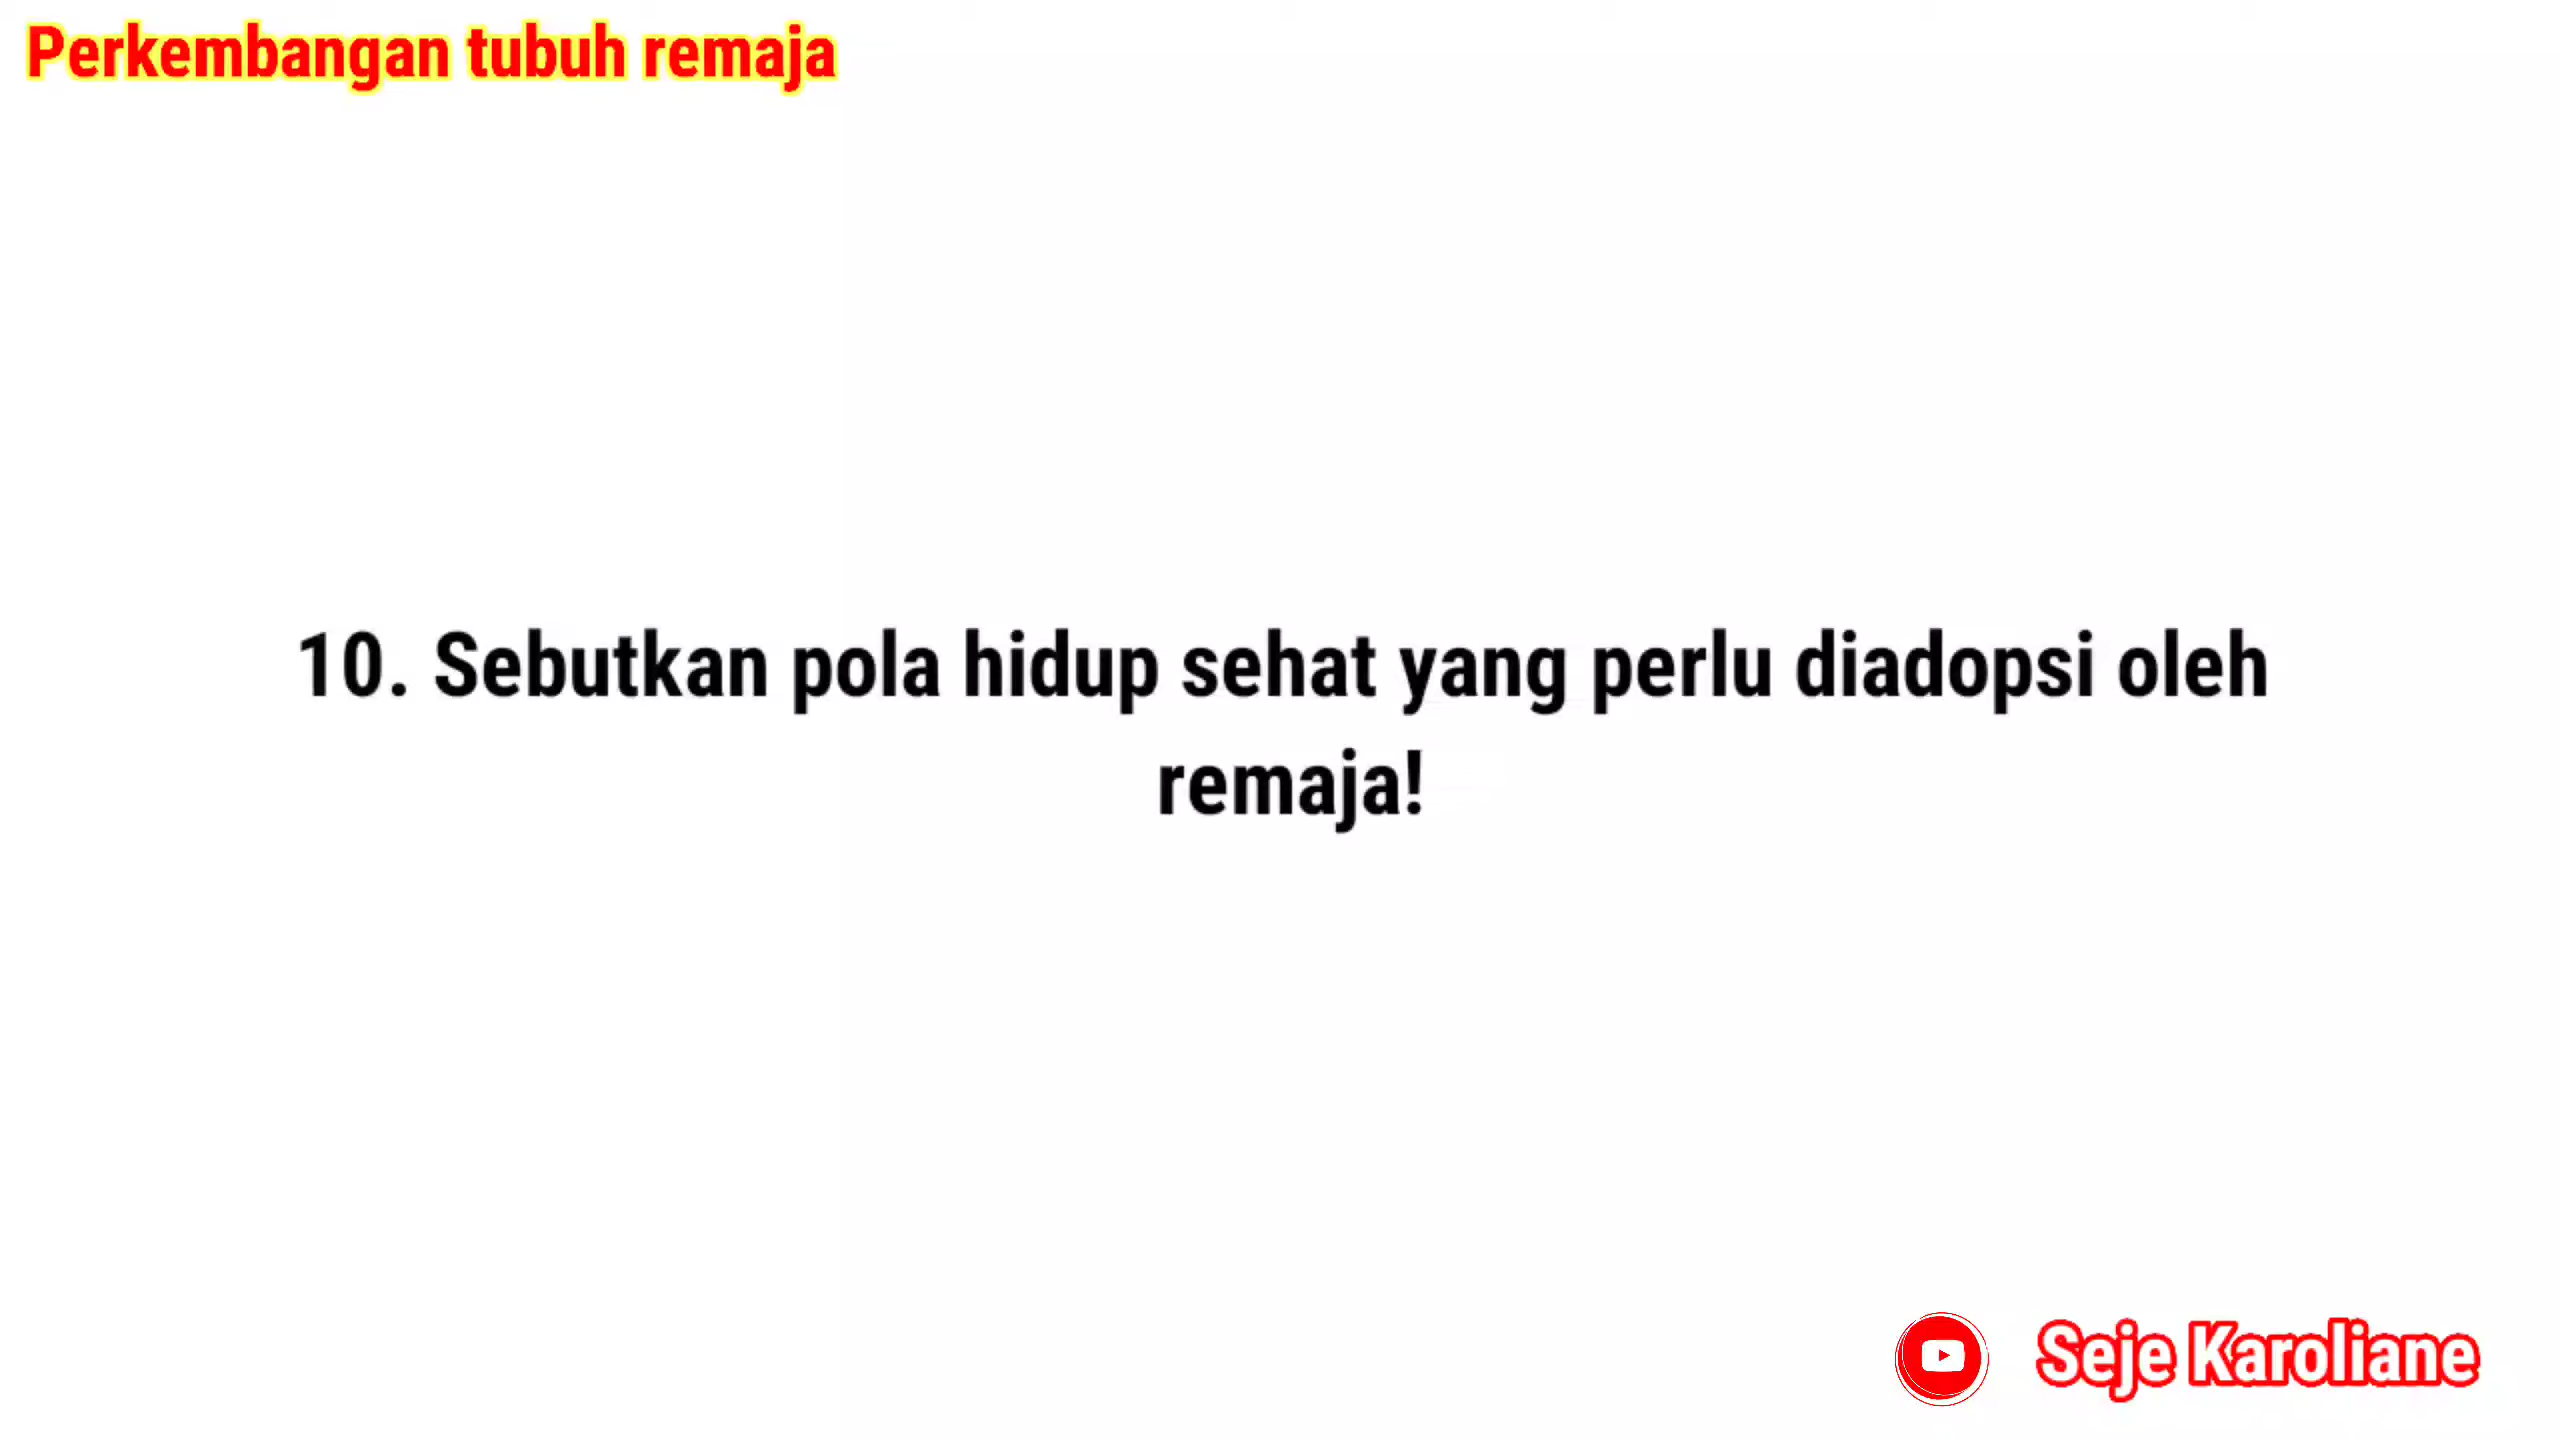 Perkembangan tubuh remaja
10. Sebutkan pola hidup sehat yang perlu diadopsi oleh
remaja!
Seje Karoliane